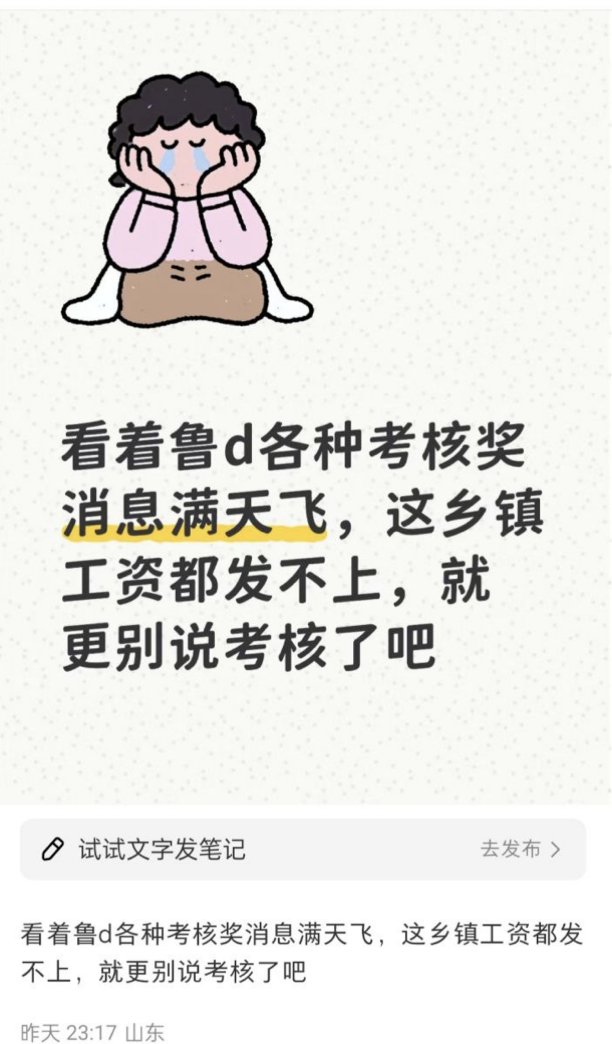 看着鲁d各种考核奖
消息满天飞，这乡镇
工资都发不上，就
更别说考核了吧
试试文字发笔记
去发布
看着鲁d各种考核奖消息满天飞，这乡镇工资都发
不上，就更别说考核了吧
昨天 23:17 山东